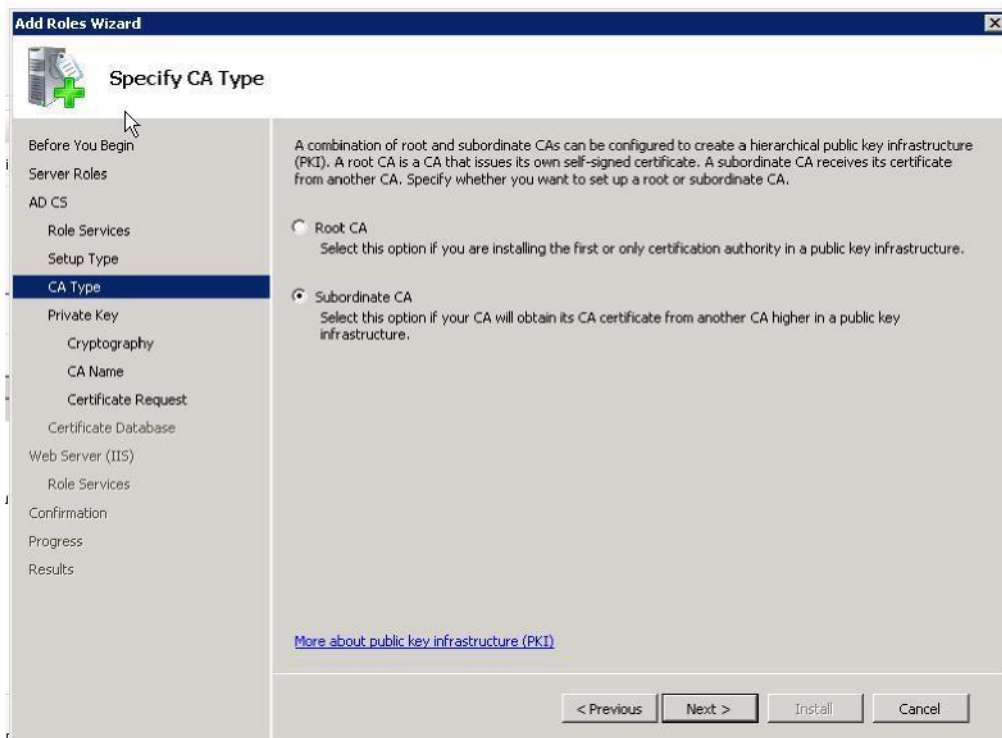 Add Roles Wizard
Specify CA Type
Before You Begin
Server Roles
AD CS
Role Services
Setup Type
CA Type
Private Key
Cryptography
CA Name
Certificate Request
Certificate Database
Web Server (IIS)
Role Services
Confirmation
Progress
Results
A combination of root and subordinate CAs can be configured to create a hierarchical public key infrastructure
(PKI). A root CA is a CA that issues its own self-signed certificate. A subordinate CA receives its certificate
from another CA. Specify whether you want to set up a root or subordinate CA.
Root CA
Select this option if you are installing the first or only certification authority in a public key infrastructure.
Subordinate CA
Select this option if your CA will obtain its CA certificate from another CA higher in a public key
infrastructure.
More about public key infrastructure (PKI)
< Previous
Next >
Install
Cancel